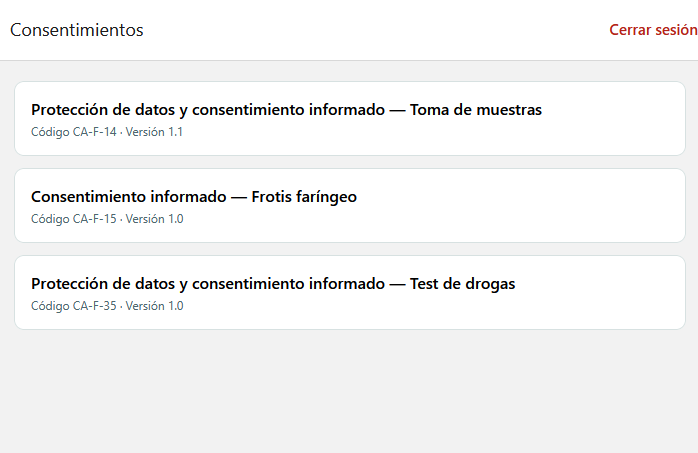 Consentimientos
Cerrar sesión
Protección de datos y consentimiento informado — Toma de muestras
Código CA-F-14 · Versión 1.1
Consentimiento informado — Frotis faríngeo
Código CA-F-15 · Versión 1.0
Protección de datos y consentimiento informado — Test de drogas
Código CA-F-35 · Versión 1.0